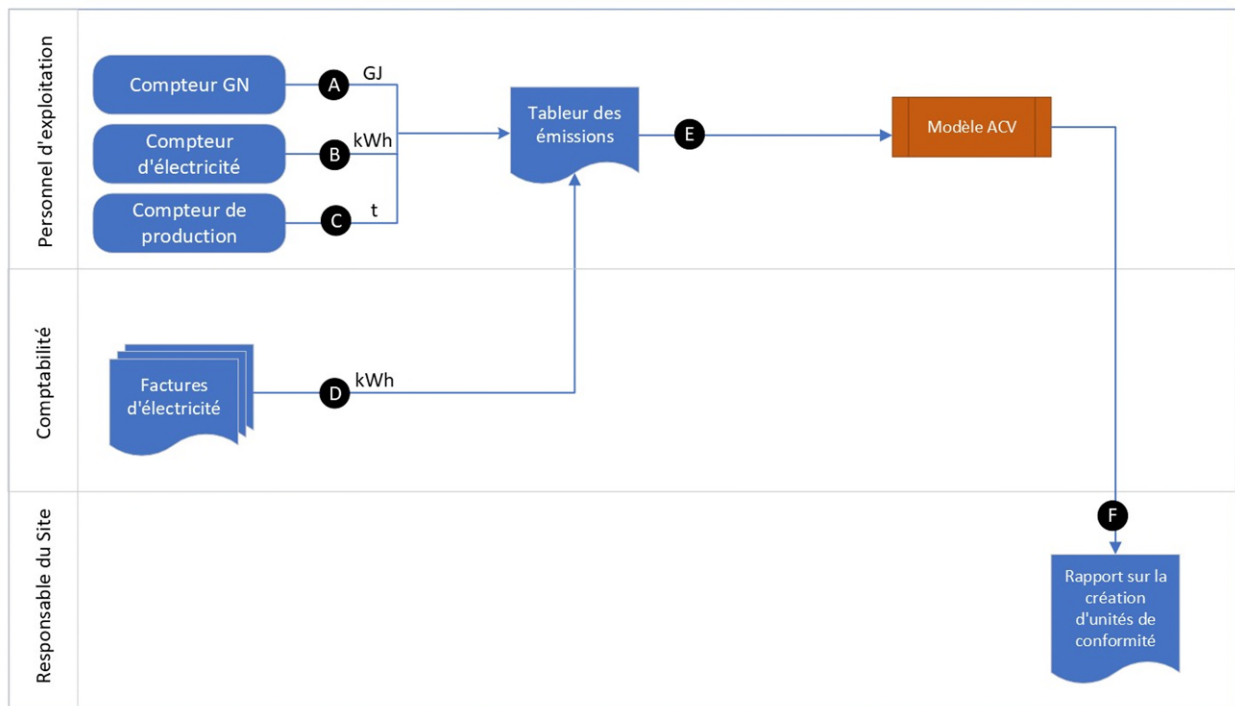 Personnel d'exploitation
Compteur GN
A
GJ
Compteur
d'électricité
B
kWh
Compteur de
production
C
t
Tableur des
émissions
E
Modèle ACV
Comptabilité
Factures
d'électricité
D
kWh
Responsable du Site
F
Rapport sur la
création
d'unités de
conformité